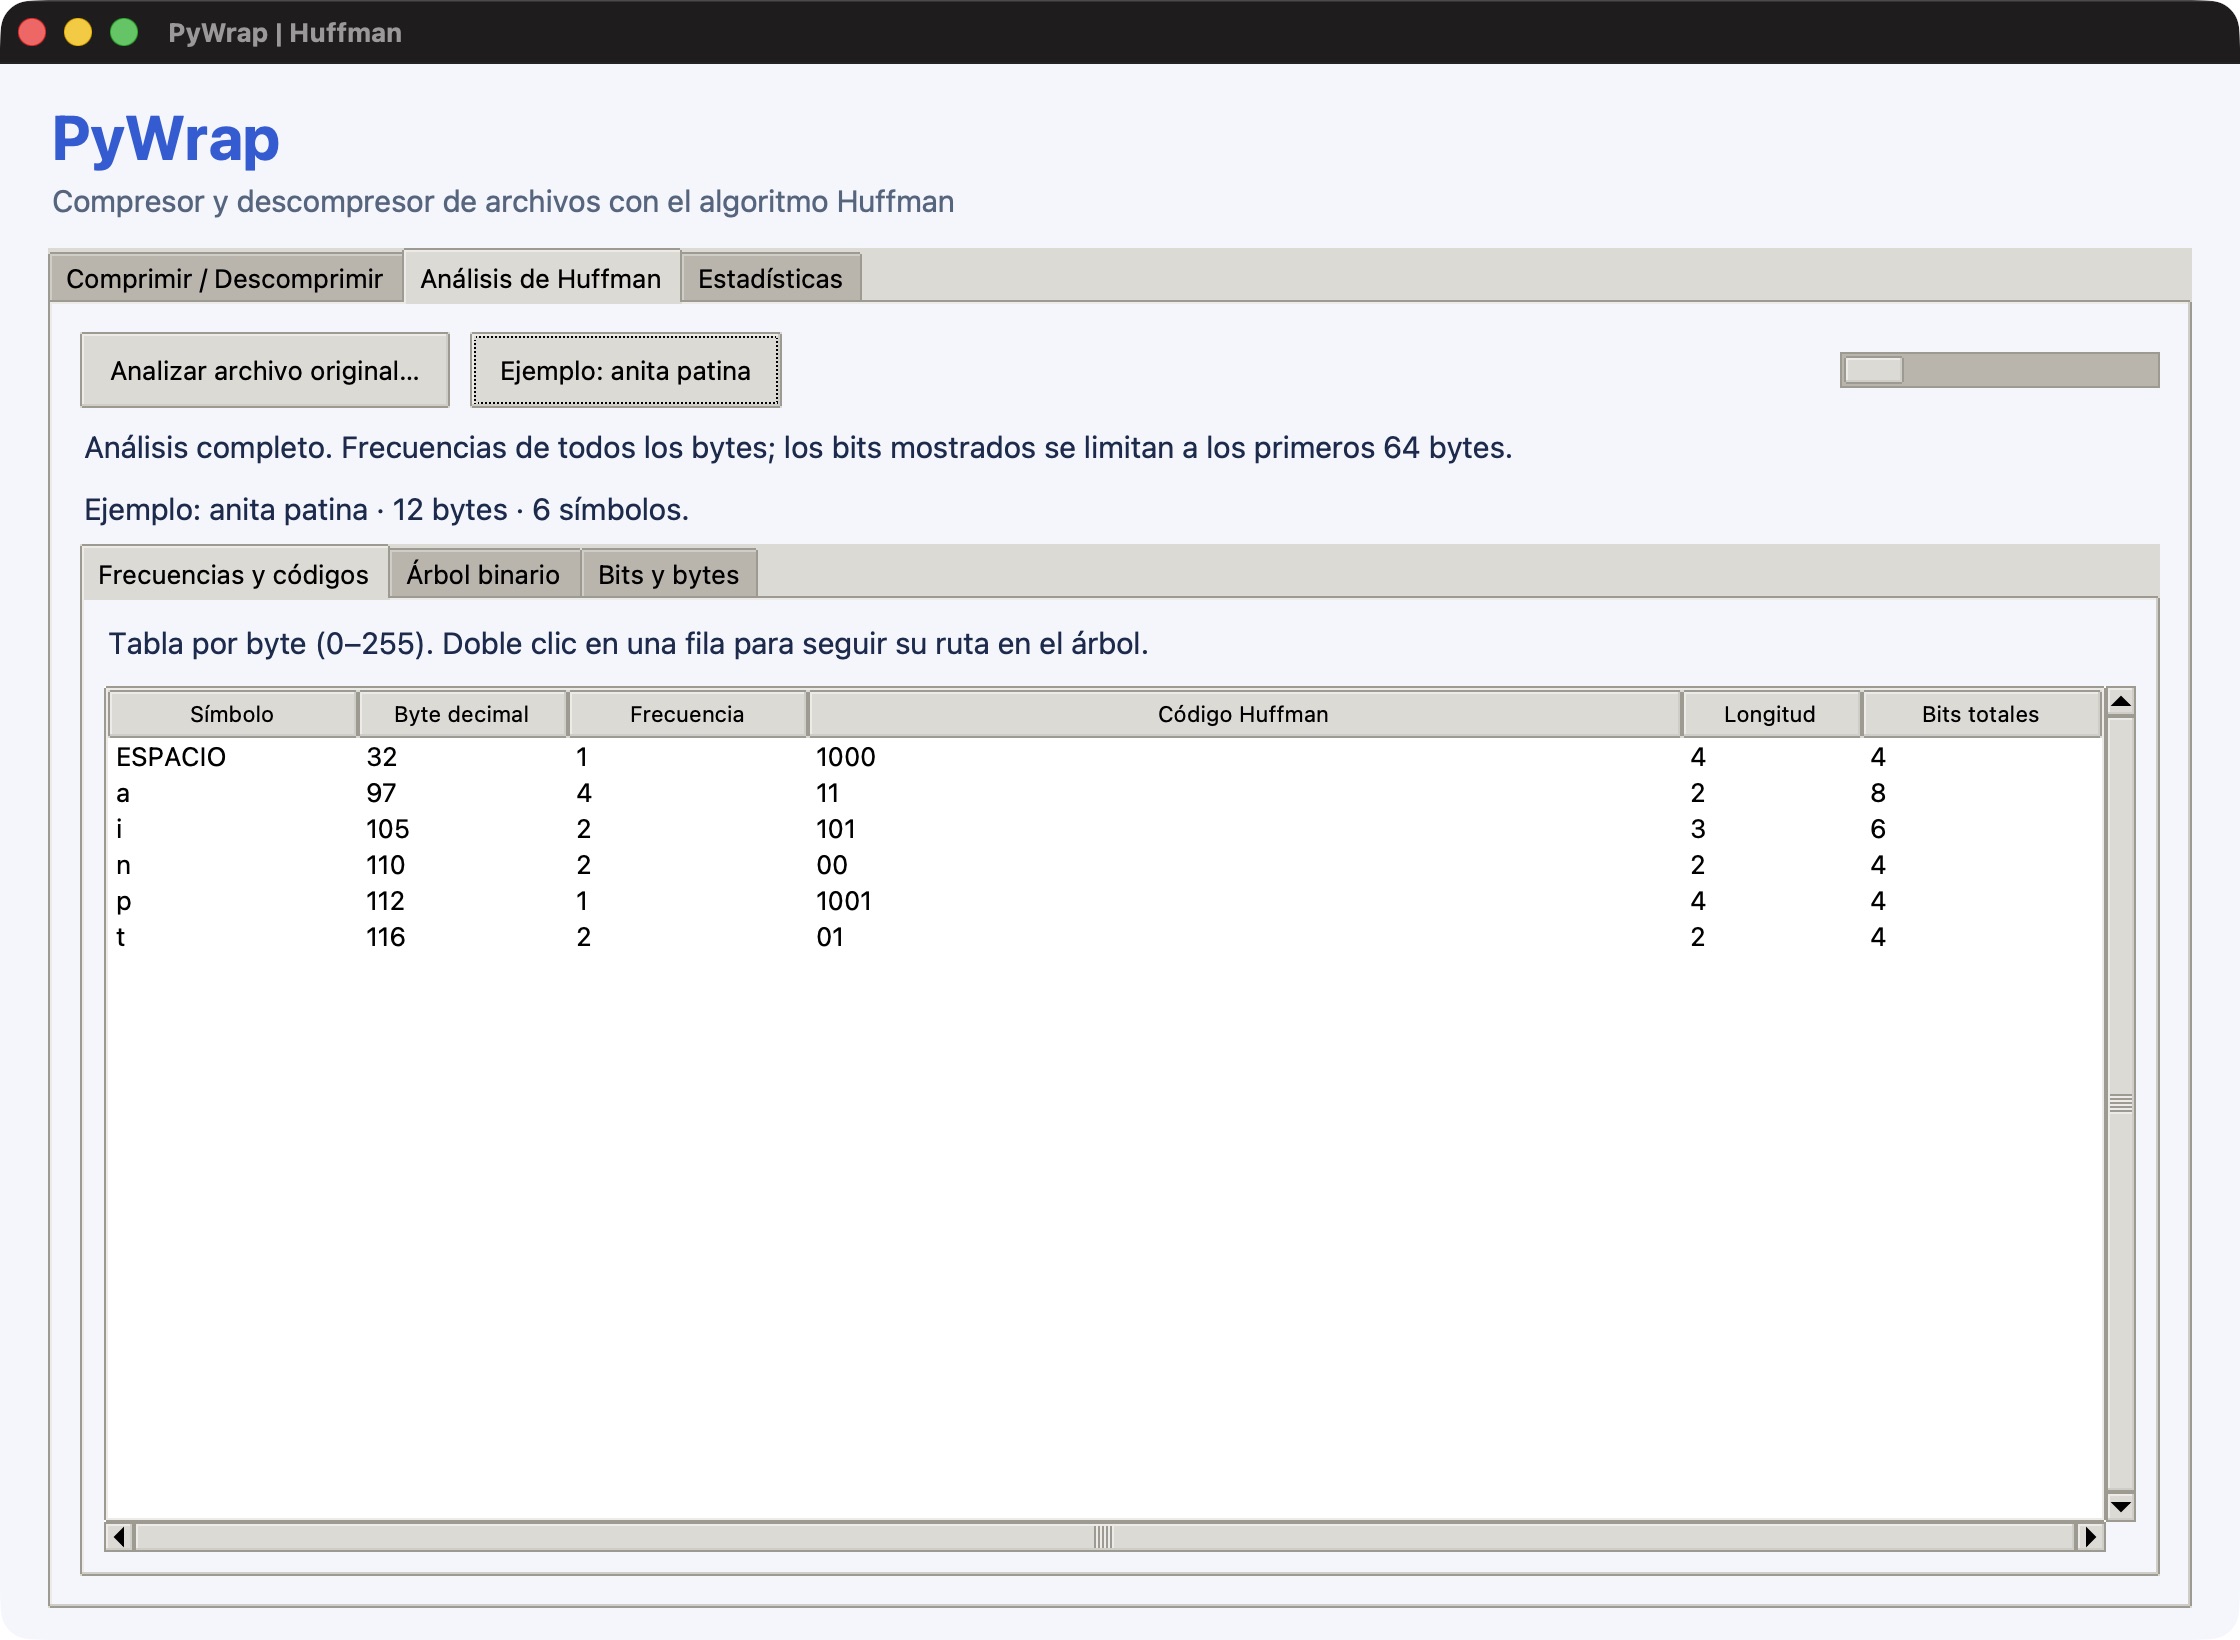 PyWrap | Huffman
PyWrap
Compresor y descompresor de archivos con el algoritmo Huffman
Comprimir / Descomprimir Análisis de Huffman Estadísticas
Analizar archivo original... Ejemplo: anita patina
Análisis completo. Frecuencias de todos los bytes; los bits mostrados se limitan a los primeros 64 bytes.
Ejemplo: anita patina · 12 bytes · 6 símbolos.
Frecuencias y códigos Árbol binario Bits y bytes
Tabla por byte (0–255). Doble clic en una fila para seguir su ruta en el árbol.
Símbolo Byte decimal Frecuencia Código Huffman Longitud Bits totales
ESPACIO 32 1 1000 4 4
a 97 4 11 2 8
i 105 2 101 3 6
n 110 2 00 2 4
p 112 1 1001 4 4
t 116 2 01 2 4